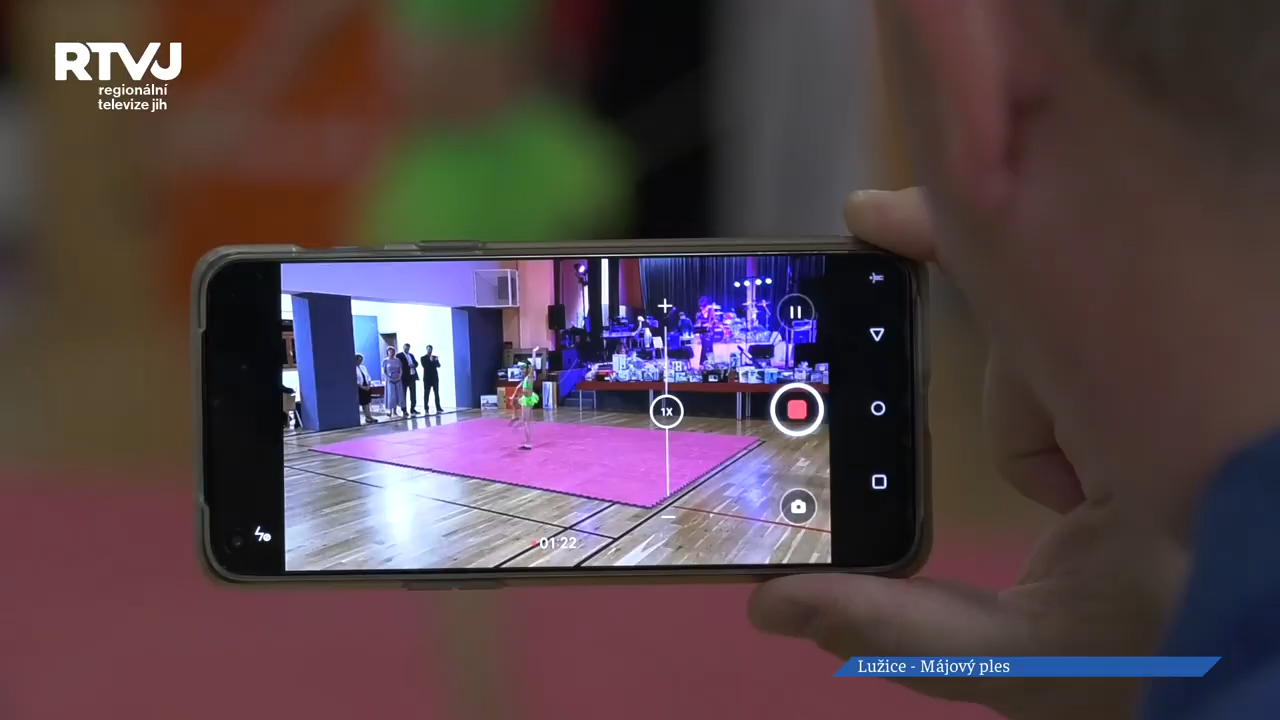 RTVJ
regionální
televize jih
1X
01:22
Lužice - Májový ples